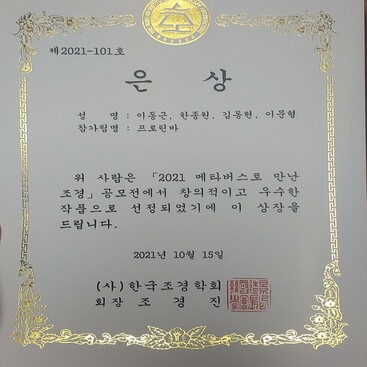 제2021-101호
은 상
성 명 : 이동근, 한종원, 김동현, 이문형
참가팀명 : 프로틴바
위 사람은 「2021 메타버스로 만난
조경」공모전에서 창의적이고 우수한
작품으로 선정되었기에 이 상장을
드립니다.
2021년 10월 15일
(사)한국조경학회
회장 조 경 진